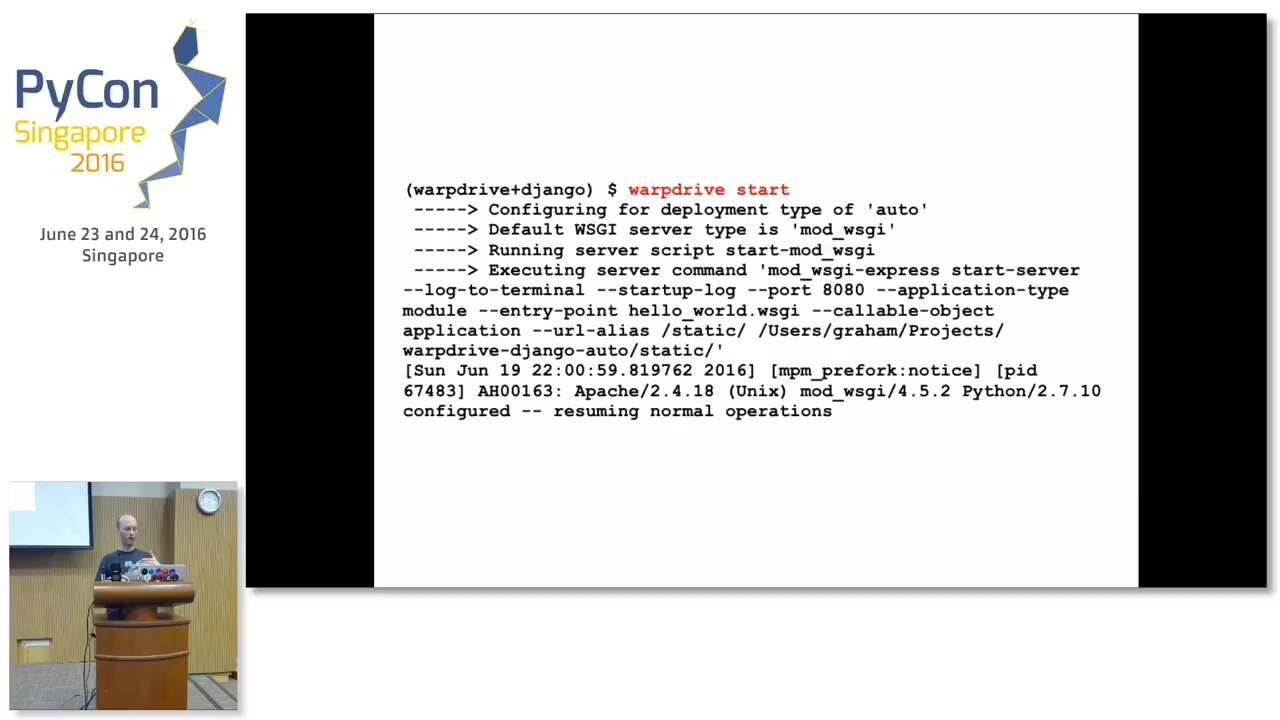 PyCon
Singapore
2016
June 23 and 24, 2016
Singapore
(warpdrive+django) $ warpdrive start
-----> Configuring for deployment type of 'auto'
-----> Default WSGI server type is 'mod_wsgi'
-----> Running server script start-mod_wsgi
-----> Executing server command 'mod_wsgi-express start-server
--log-to-terminal --startup-log --port 8080 --application-type
module --entry-point hello_world.wsgi --callable-object
application --url-alias /static/ /Users/graham/Projects/
warpdrive-django-auto/static/'
[Sun Jun 19 22:00:59.819762 2016] [mpm_prefork:notice] [pid
67483] AH00163: Apache/2.4.18 (Unix) mod_wsgi/4.5.2 Python/2.7.10
configured -- resuming normal operations